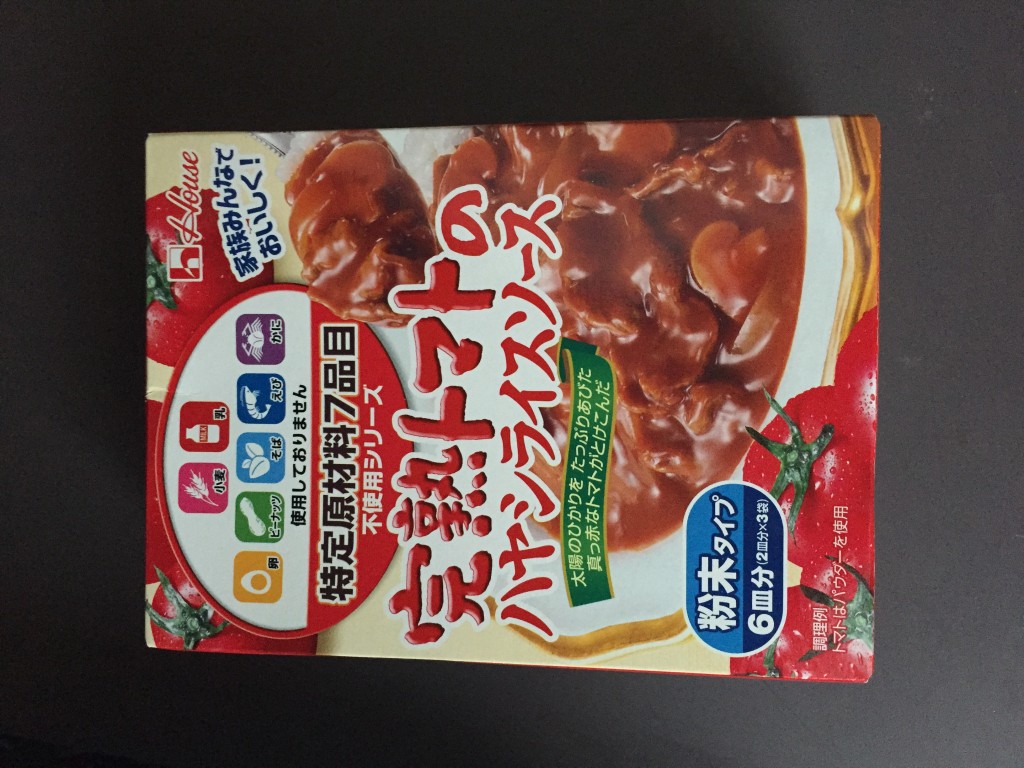 House
家族みんなで
おいしく!
小麦
MILK
乳
卵
ピーナッツ
そば
えび
かに
使用しておりません
特定原材料7品目
不使用シリーズ
完熟トマトの
ハヤシライスソース
太陽のひかりを たっぷりあびた
真っ赤なトマトがとけこんだ
粉末タイプ
6皿分(2皿分×3袋)
調理例
トマトはパウダーを使用